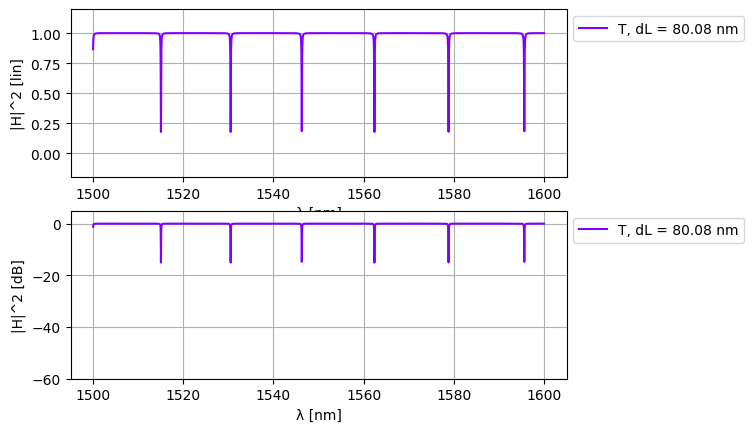 1.00
0.75
0.50
0.25
0.00
|H|^2 [lin]
T, dL = 80.08 nm
1500 1520 1540 1560 1580 1600
λ [nm]
0
−20
−40
−60
|H|^2 [dB]
T, dL = 80.08 nm
1500 1520 1540 1560 1580 1600
λ [nm]